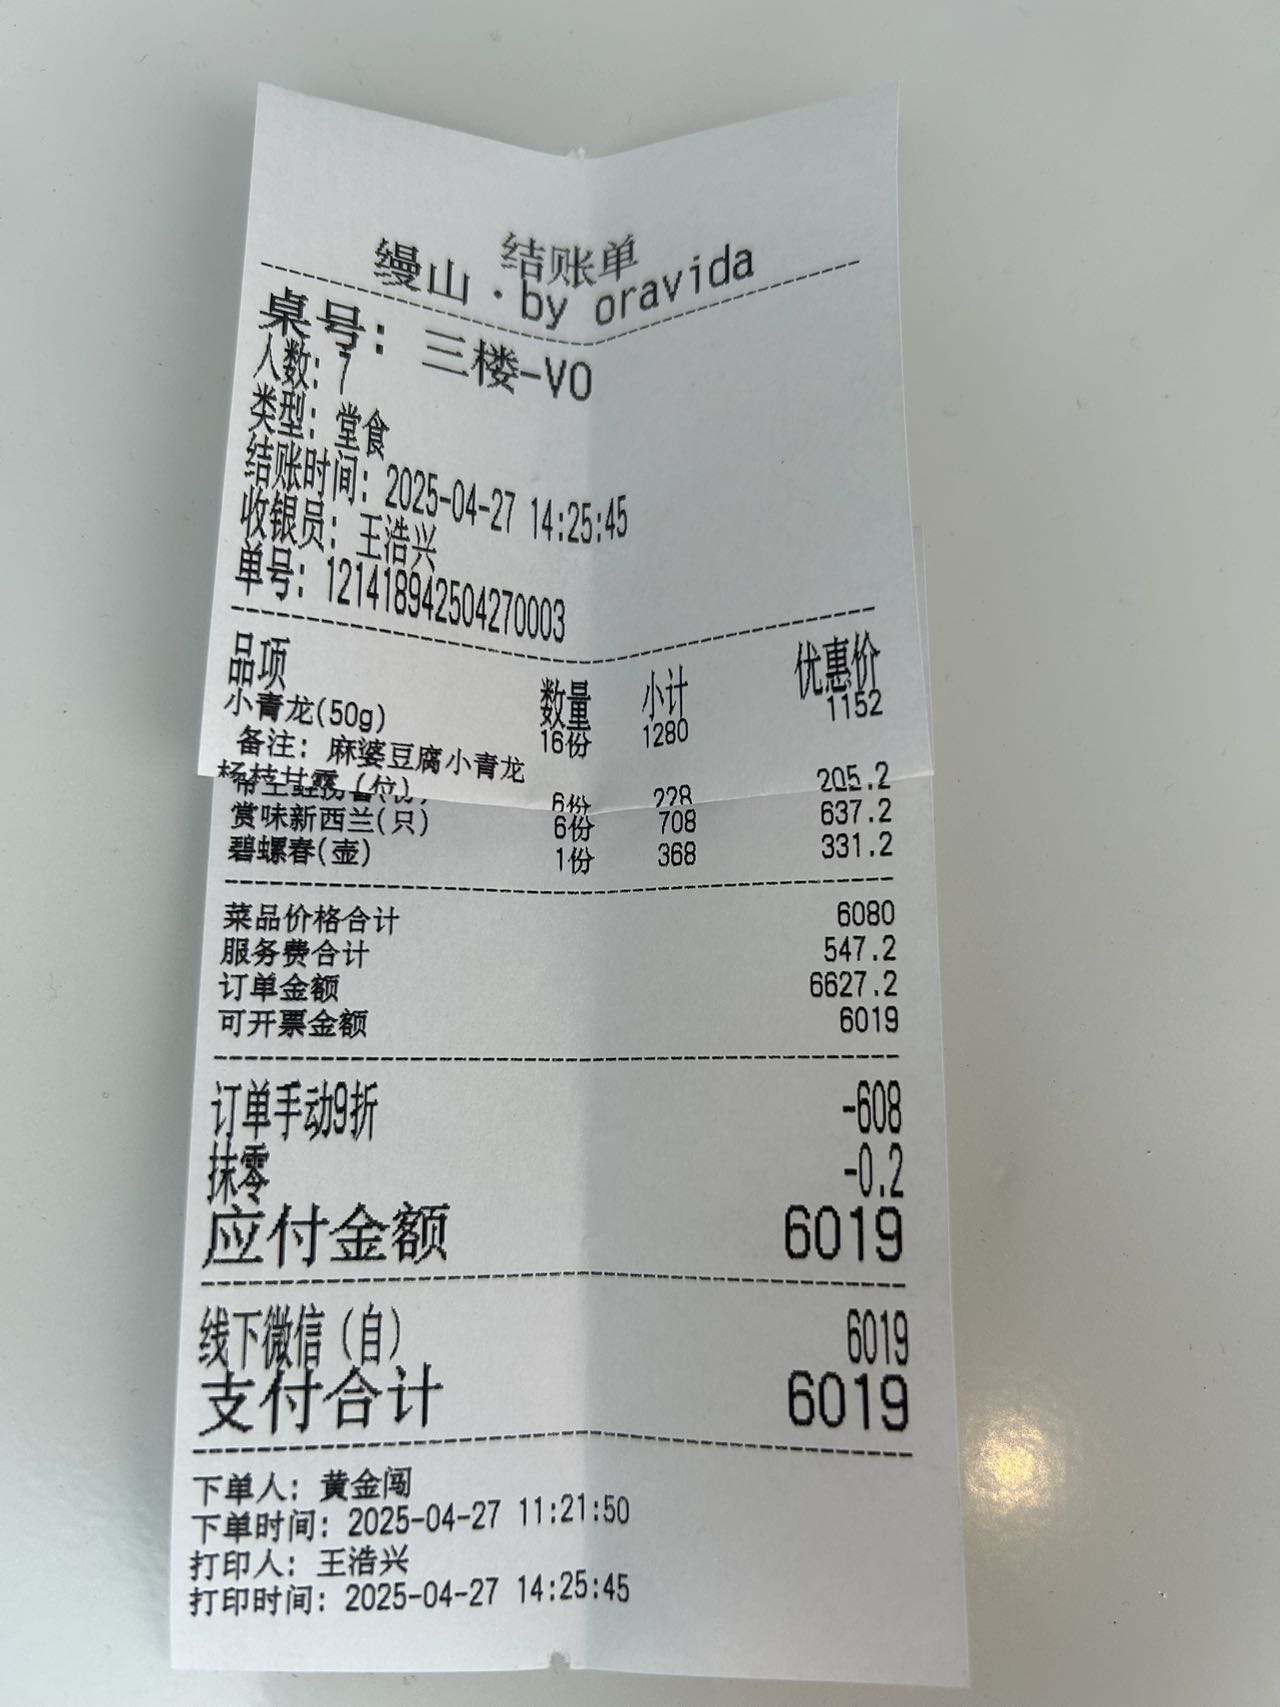 结账单
缦山·by oravida
桌号: 三楼-V0
人数: 7
类型: 堂食
结账时间: 2025-04-27 14:25:45
收银员: 王浩兴
单号: 121418942504270003
品项 数量 小计 优惠价
小青龙(50g) 16份 1280 1152
备注: 麻婆豆腐小青龙
杨枝甘露(位) 6份 228 205.2
赏味新西兰(只) 6份 708 637.2
碧螺春(壶) 1份 368 331.2
菜品价格合计 6080
服务费合计 547.2
订单金额 6627.2
可开票金额 6019
订单手动9折 -608
抹零 -0.2
应付金额 6019
线下微信(自) 6019
支付合计 6019
下单人: 黄金闯
下单时间: 2025-04-27 11:21:50
打印人: 王浩兴
打印时间: 2025-04-27 14:25:45